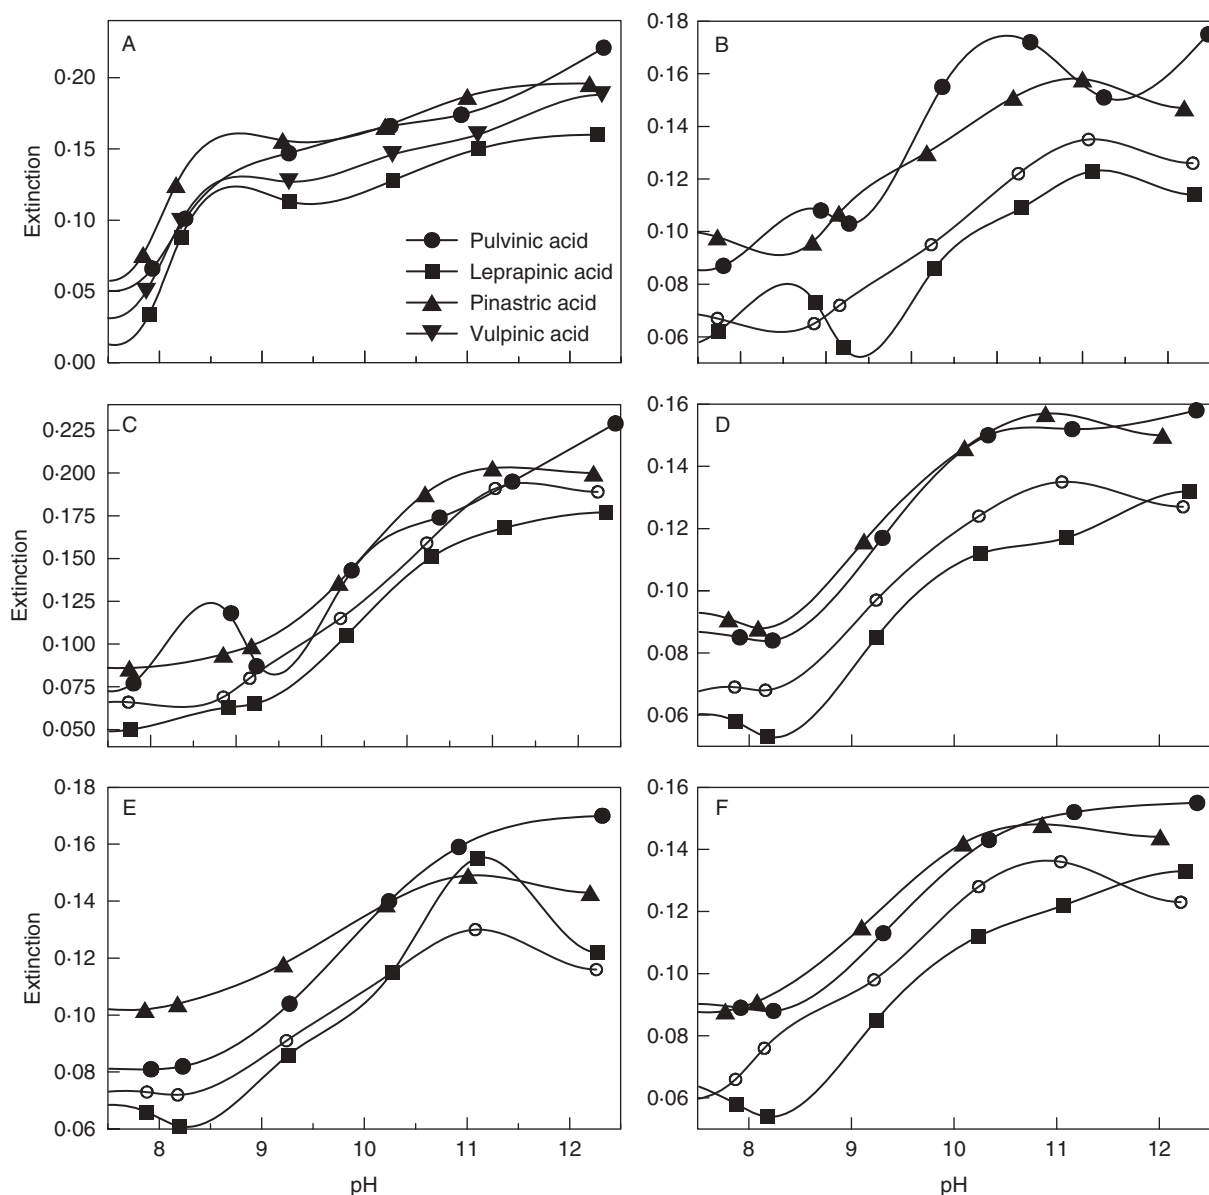 A
0·20
0·15
0·10
0·05
0·00
Extinction
Pulvinic acid
Leprapinic acid
Pinastric acid
Vulpinic acid
B
0·18
0·16
0·14
0·12
0·10
0·08
0·06
C
0·225
0·200
0·175
0·150
0·125
0·100
0·075
0·050
Extinction
D
0·16
0·14
0·12
0·10
0·08
0·06
E
0·18
0·16
0·14
0·12
0·10
0·08
0·06
Extinction
8 9 10 11 12
pH
F
0·16
0·14
0·12
0·10
0·08
0·06
8 9 10 11 12
pH